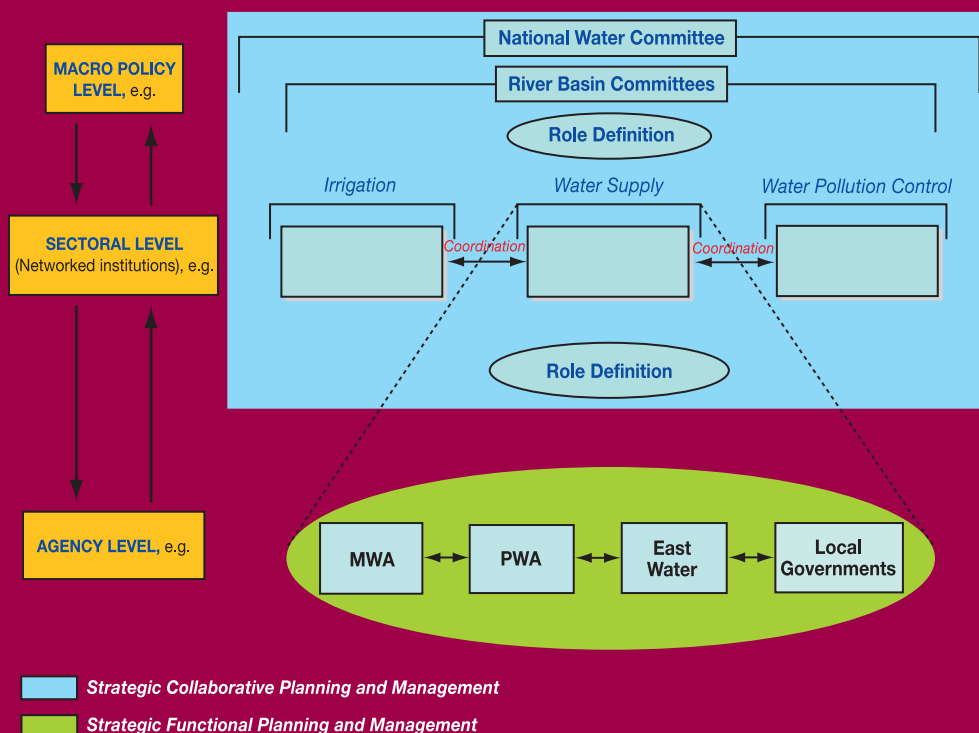 National Water Committee
MACRO POLICY
LEVEL, e.g.
River Basin Committees
Role Definition
Irrigation
Water Supply
Water Pollution Control
SECTORAL LEVEL
(Networked institutions), e.g.
Coordination
Coordination
Role Definition
AGENCY LEVEL, e.g.
MWA
PWA
East
Water
Local
Governments
Strategic Collaborative Planning and Management
Strategic Functional Planning and Management